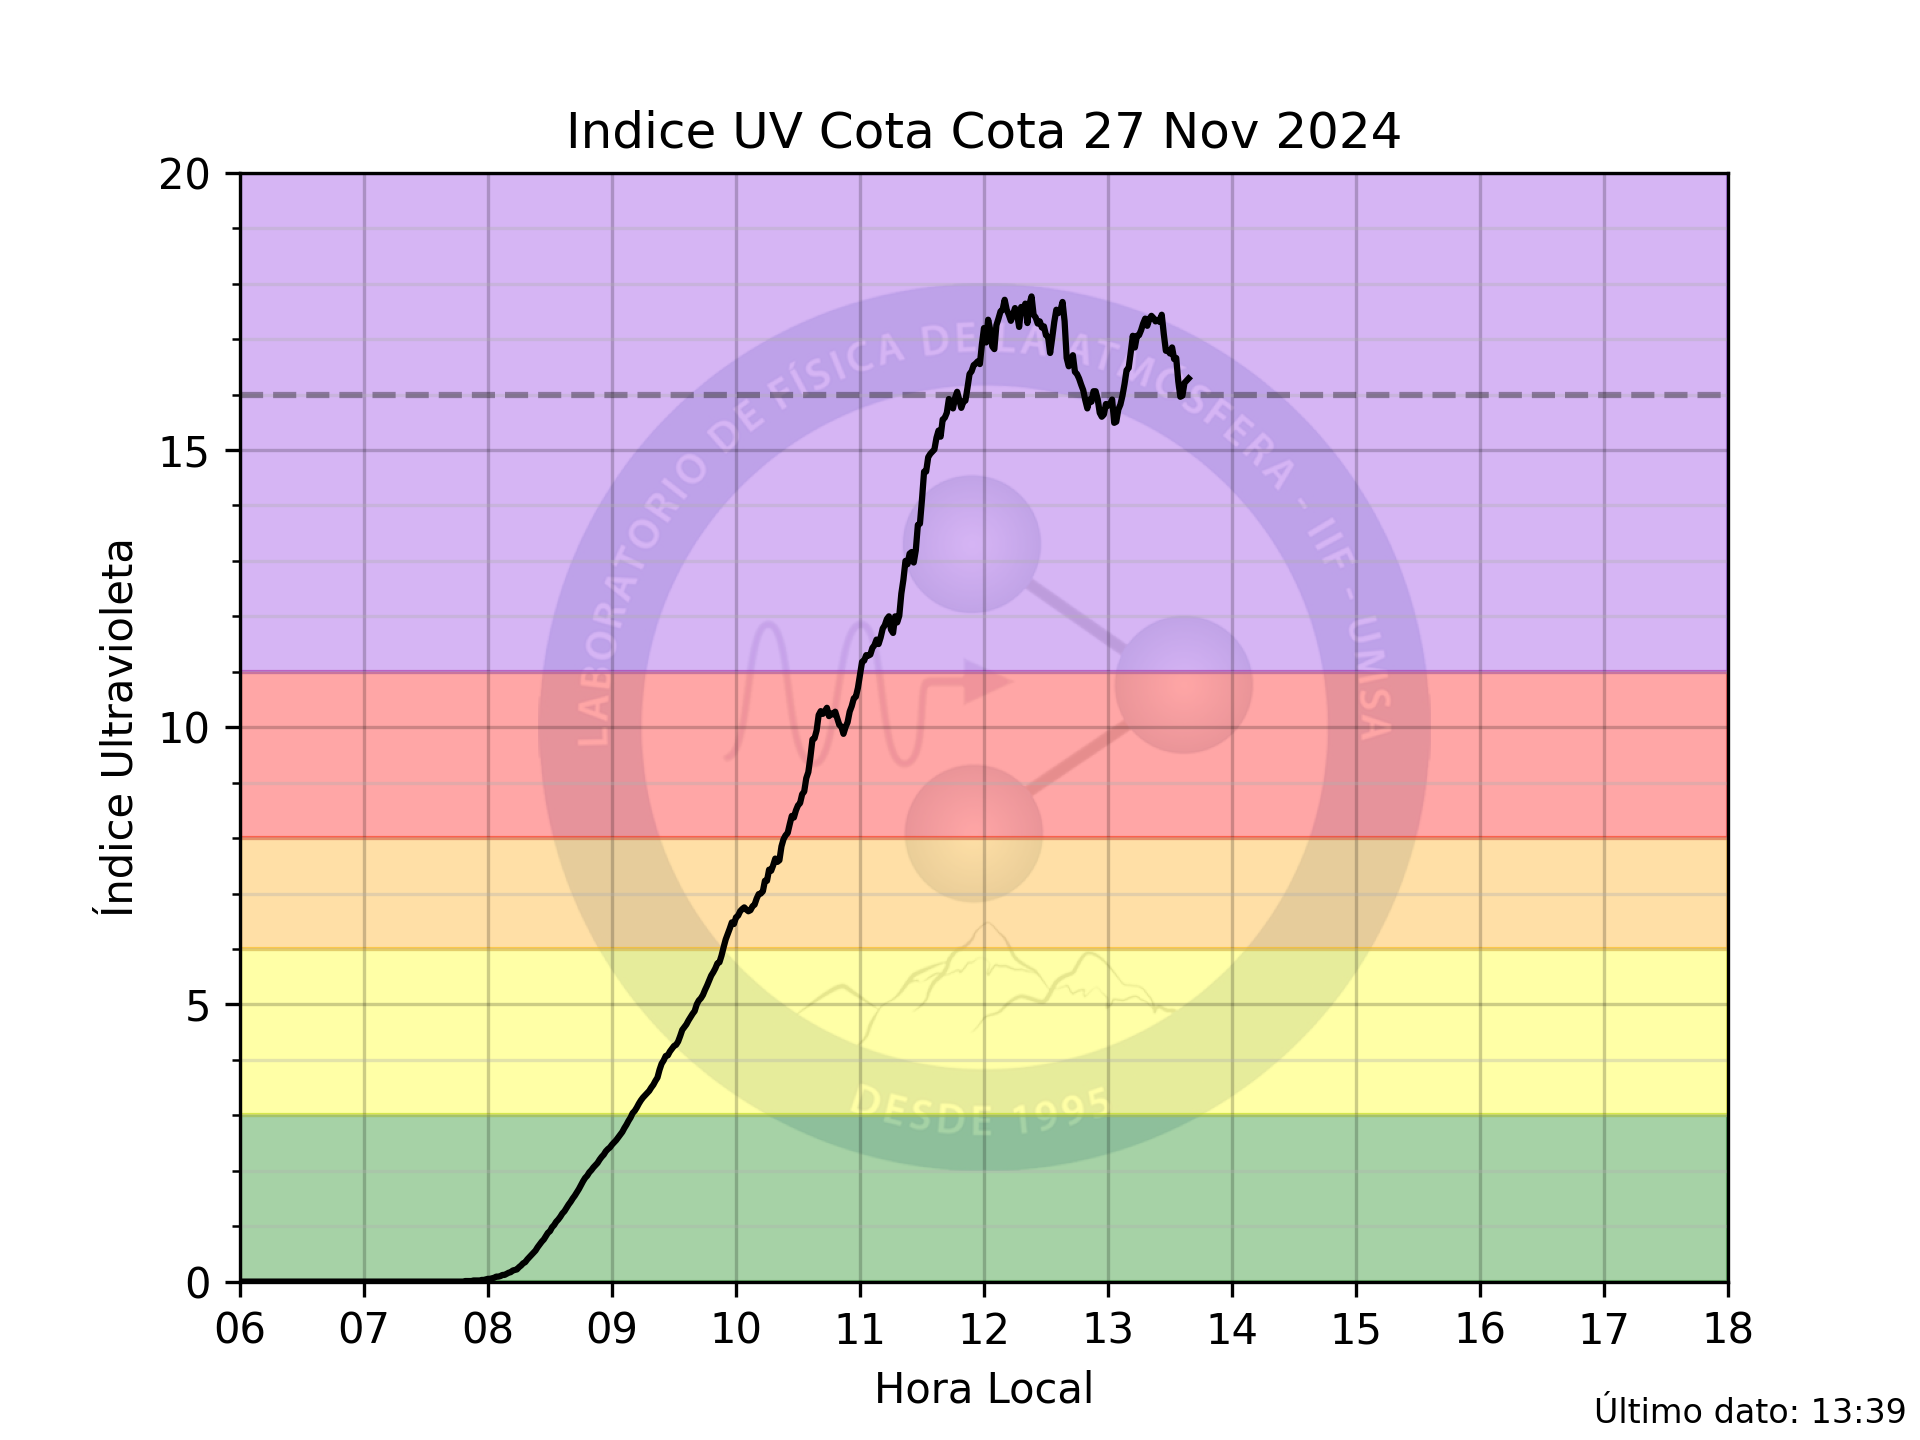 Indice UV Cota Cota 27 Nov 2024
20
15
10
5
0
Índice Ultravioleta
LABORATORIO DE FÍSICA DE LA ATMOSFERA - IIF - UMSA
DESDE 1995
06 07 08 09 10 11 12 13 14 15 16 17 18
Hora Local
Último dato: 13:39